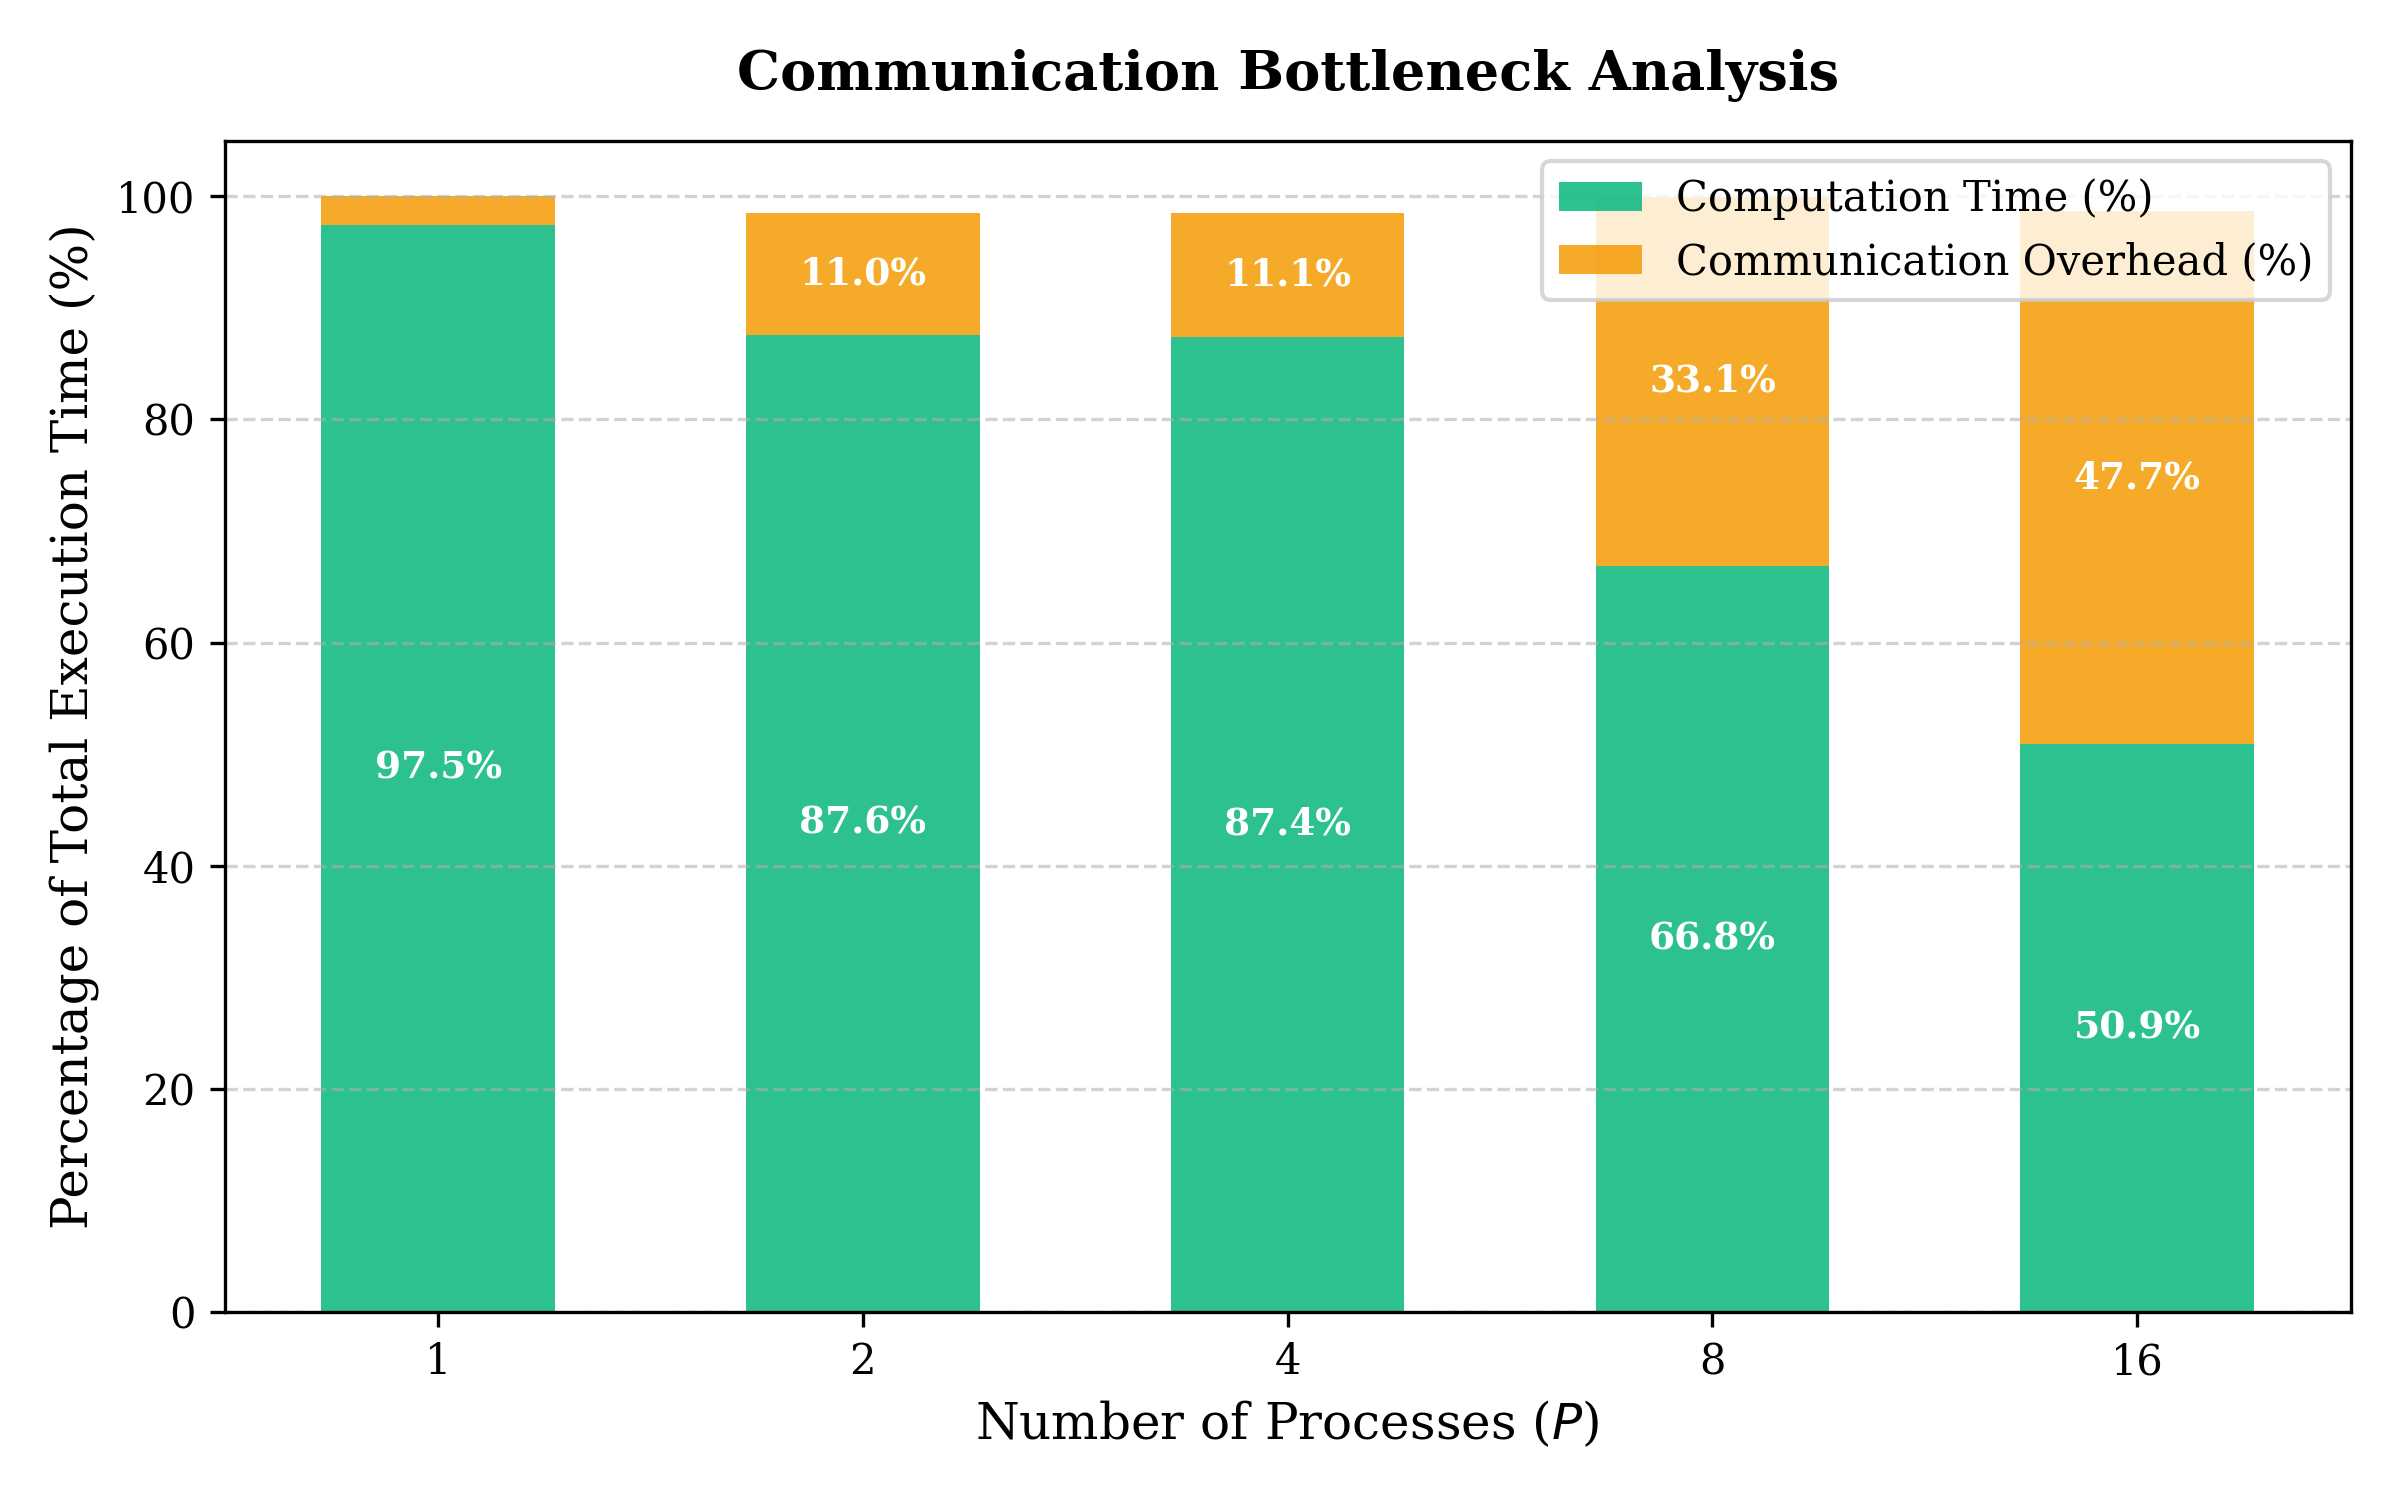 Communication Bottleneck Analysis
Computation Time (%)
Communication Overhead (%)
Percentage of Total Execution Time (%)
100
80
60
40
20
0
11.0%
11.1%
33.1%
47.7%
97.5%
87.6%
87.4%
66.8%
50.9%
1 2 4 8 16
Number of Processes (P)